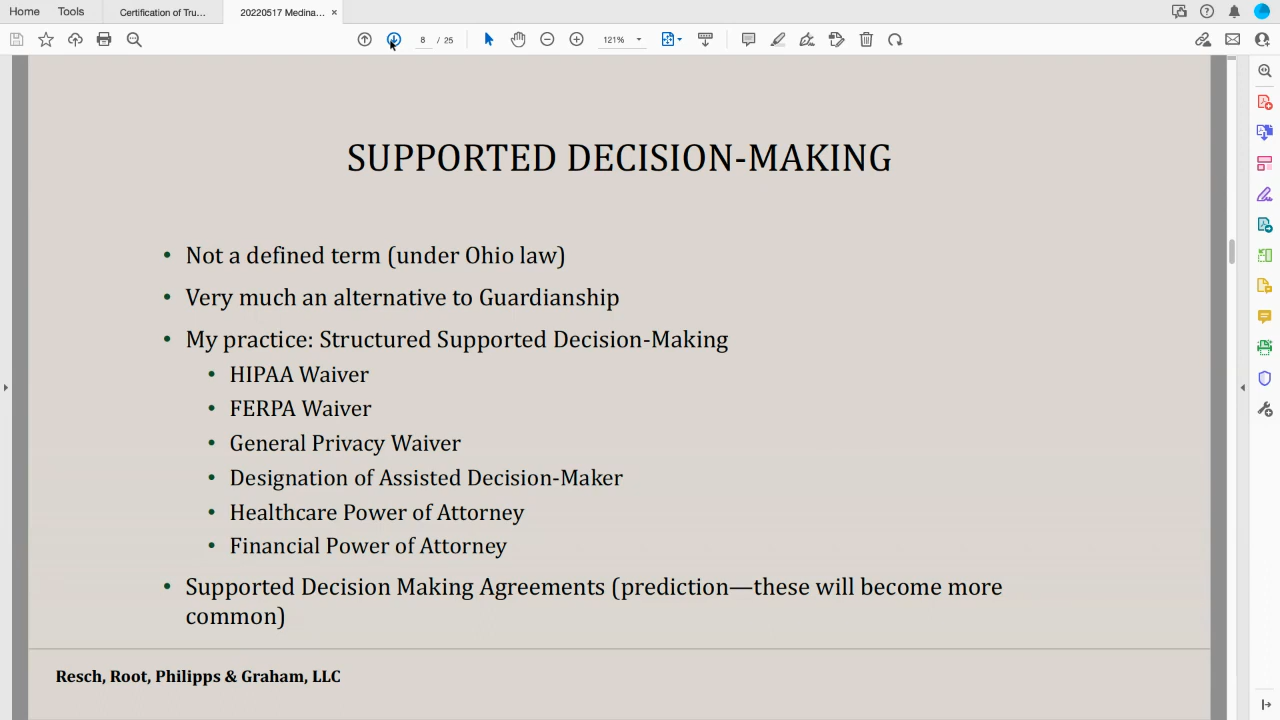 Home Tools Certification of Tru... 20220517 Medina... ×
8 / 25 121%
SUPPORTED DECISION-MAKING
• Not a defined term (under Ohio law)
• Very much an alternative to Guardianship
• My practice: Structured Supported Decision-Making
• HIPAA Waiver
• FERPA Waiver
• General Privacy Waiver
• Designation of Assisted Decision-Maker
• Healthcare Power of Attorney
• Financial Power of Attorney
• Supported Decision Making Agreements (prediction—these will become more
common)
Resch, Root, Philipps & Graham, LLC